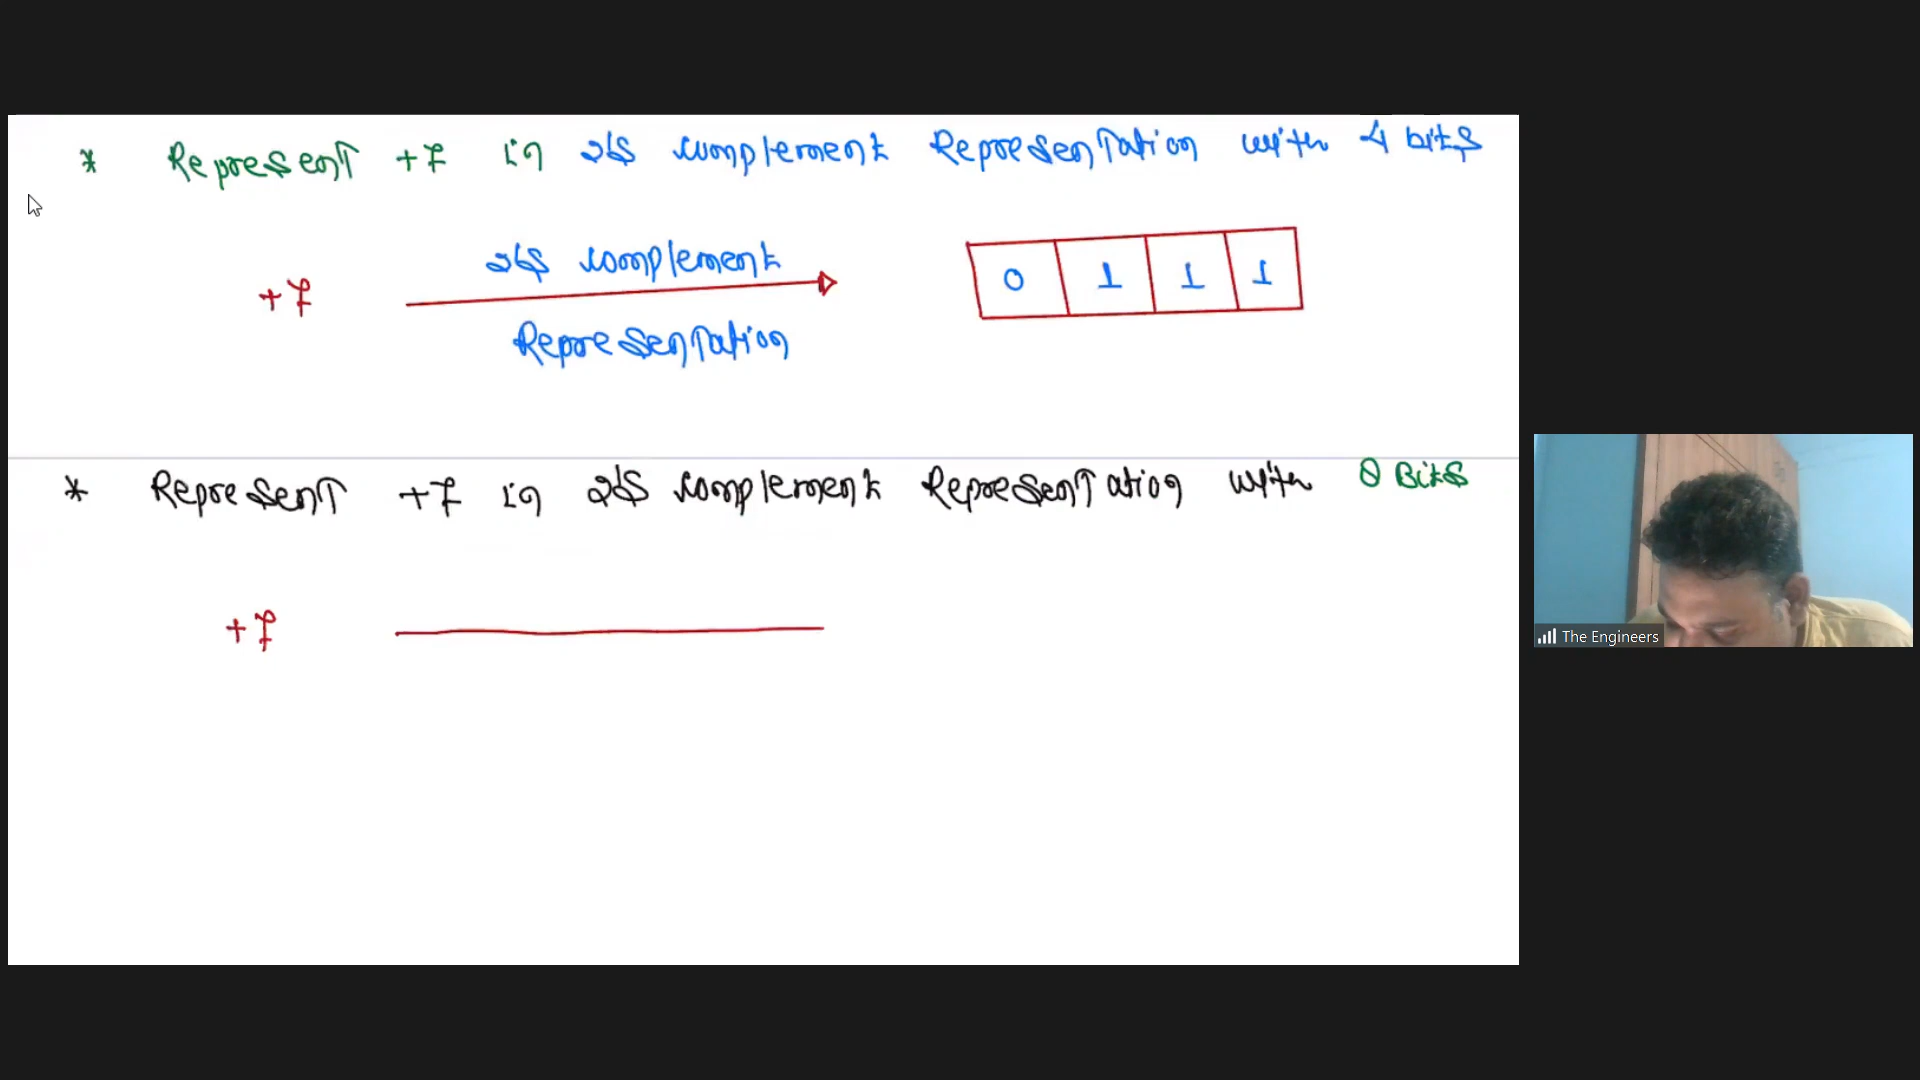 * Represent +7 in 2's complement Representation with 4 bits
2's complement
+7
0 1 1 1
Representation
* Represent +7 in 2's complement Representation with 8 Bits
+7
The Engineers